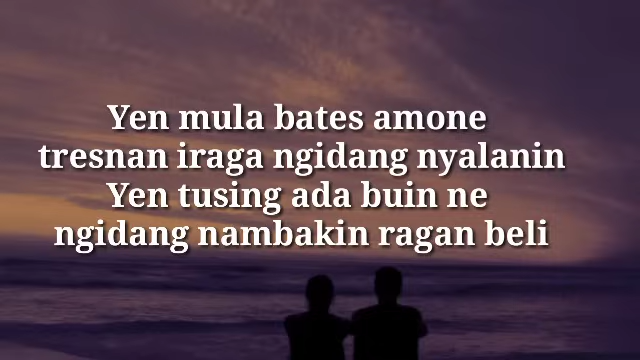 Yen mula bates amone
tresnan iraga ngidang nyalanin
Yen tusing ada buin ne
ngidang nambakin ragan beli